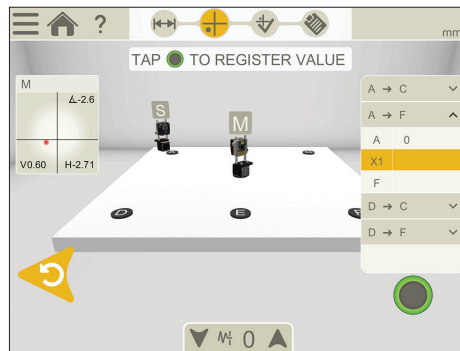 ?
mm
TAP TO REGISTER VALUE
M
∡-2.6
V0.60 H-2.71
S
M
D
E
F
A → C
A → F
A 0
X1
F
D → C
D → F
0